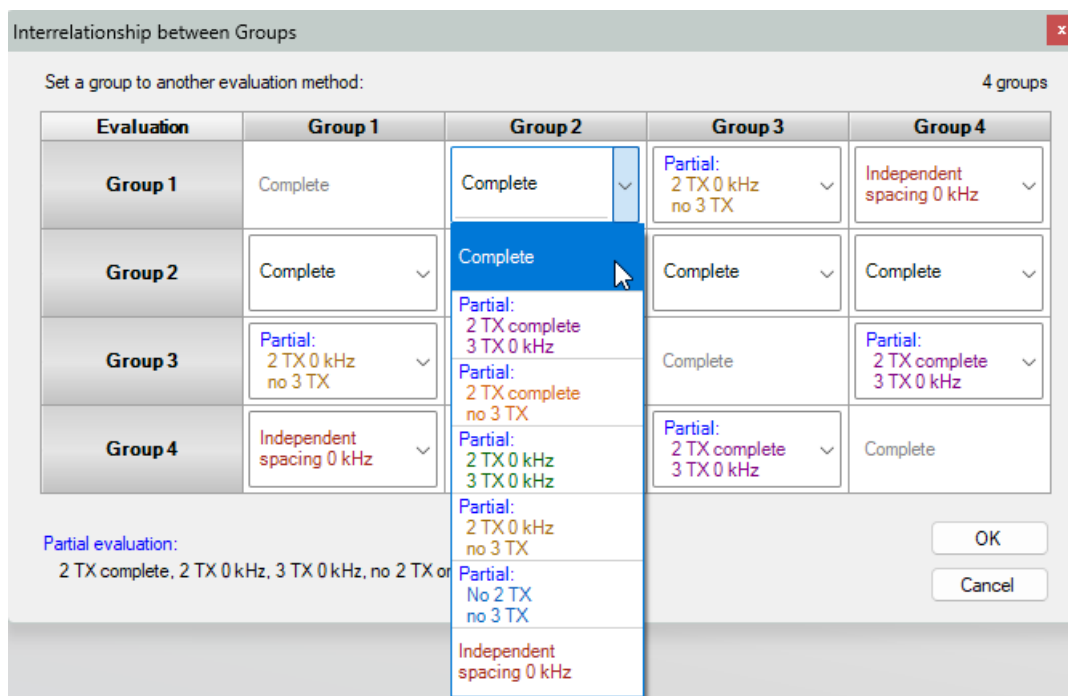 Interrelationship between Groups
x
Set a group to another evaluation method:
4 groups
Evaluation
Group 1
Group 2
Group 3
Group 4
Group 1
Complete
Complete
Partial:
2 TX 0 kHz
no 3 TX
Independent
spacing 0 kHz
Group 2
Complete
Complete
Complete
Group 3
Partial:
2 TX 0 kHz
no 3 TX
Complete
Partial:
2 TX complete
3 TX 0 kHz
Group 4
Independent
spacing 0 kHz
Partial:
2 TX complete
3 TX 0 kHz
Complete
Complete
Partial:
2 TX complete
3 TX 0 kHz
Partial:
2 TX complete
no 3 TX
Partial:
2 TX 0 kHz
3 TX 0 kHz
Partial:
2 TX 0 kHz
no 3 TX
Partial:
No 2 TX
no 3 TX
Independent
spacing 0 kHz
Partial evaluation:
2 TX complete, 2 TX 0 kHz, 3 TX 0 kHz, no 2 TX or
OK
Cancel